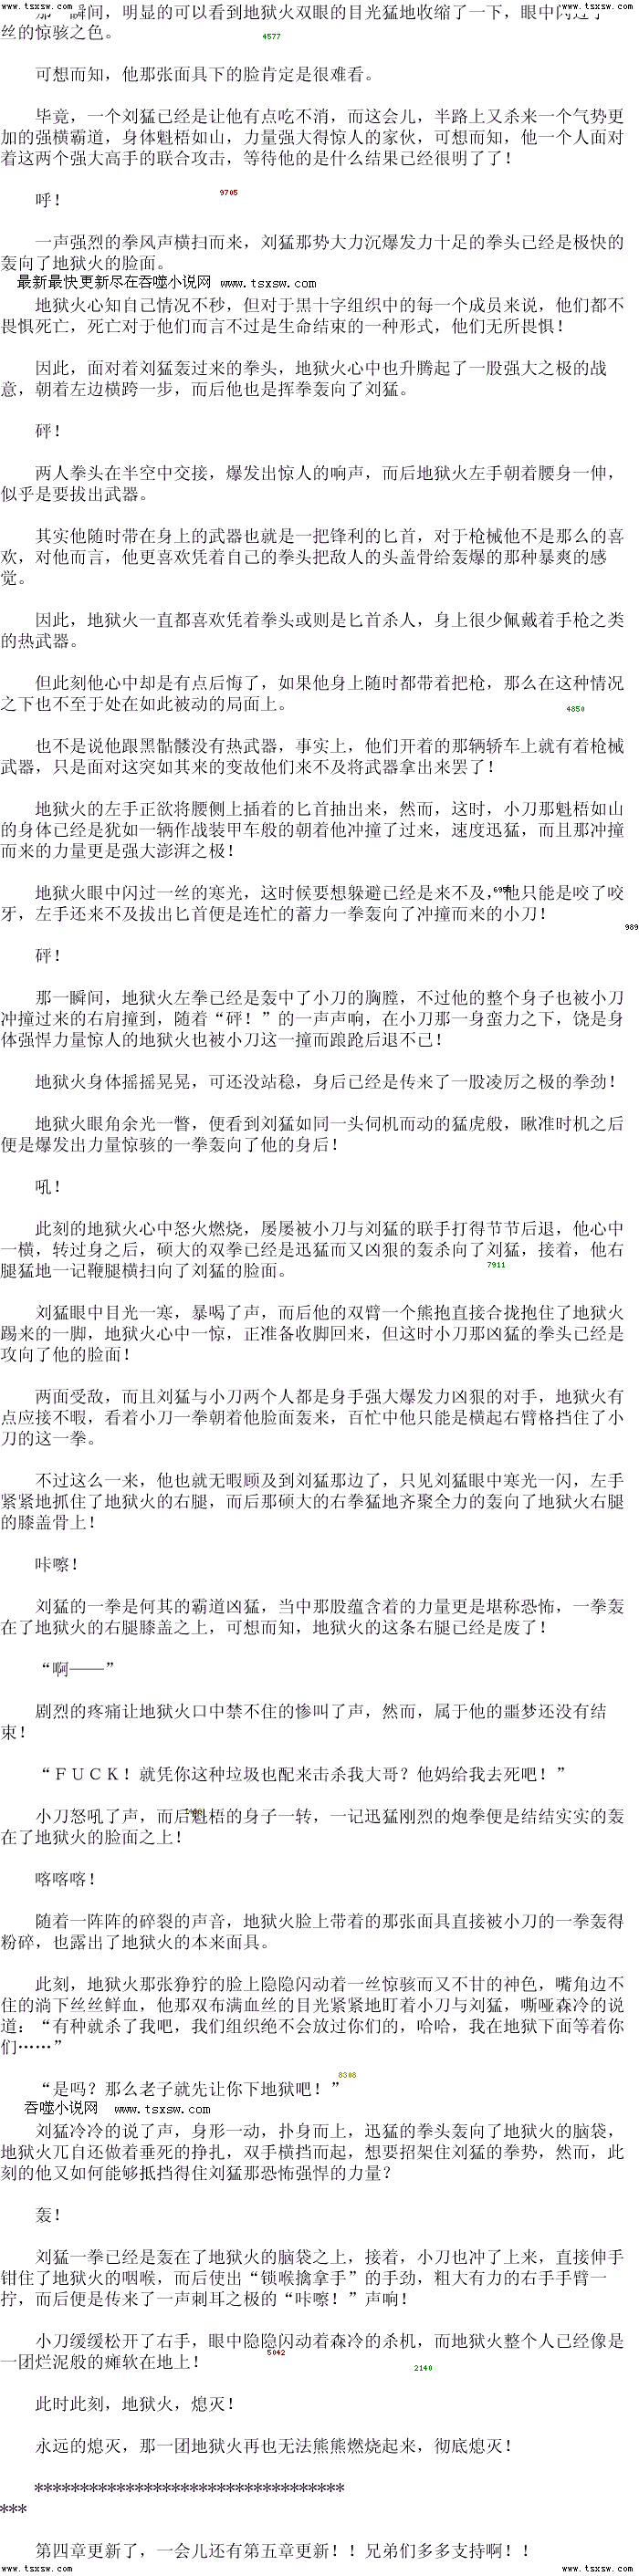 www.tsxsw.com www.tsxsw.com
那一瞬间，明显的可以看到地狱火双眼的目光猛地收缩了一下，眼中闪过了
丝的惊骇之色。
4577
可想而知，他那张面具下的脸肯定是很难看。
毕竟，一个刘猛已经是让他有点吃不消，而这会儿，半路上又杀来一个气势更
加的强横霸道，身体魁梧如山，力量强大得惊人的家伙，可想而知，他一个人面对
着这两个强大高手的联合攻击，等待他的是什么结果已经很明了了！
9705
呼！
一声强烈的拳风声横扫而来，刘猛那势大力沉爆发力十足的拳头已经是极快的
轰向了地狱火的脸面。
最新最快更新尽在吞噬小说网 www.tsxsw.com
地狱火心知自己情况不秒，但对于黑十字组织中的每一个成员来说，他们都不
畏惧死亡，死亡对于他们而言不过是生命结束的一种形式，他们无所畏惧！
因此，面对着刘猛轰过来的拳头，地狱火心中也升腾起了一股强大之极的战
意，朝着左边横跨一步，而后他也是挥拳轰向了刘猛。
砰！
两人拳头在半空中交接，爆发出惊人的响声，而后地狱火左手朝着腰身一伸，
似乎是要拔出武器。
其实他随时带在身上的武器也就是一把锋利的匕首，对于枪械他不是那么的喜
欢，对他而言，他更喜欢凭着自己的拳头把敌人的头盖骨给轰爆的那种暴爽的感
觉。
因此，地狱火一直都喜欢凭着拳头或则是匕首杀人，身上很少佩戴着手枪之类
的热武器。
但此刻他心中却是有点后悔了，如果他身上随时都带着把枪，那么在这种情况
之下也不至于处在如此被动的局面上。
4850
也不是说他跟黑骷髅没有热武器，事实上，他们开着的那辆轿车上就有着枪械
武器，只是面对这突如其来的变故他们来不及将武器拿出来罢了！
地狱火的左手正欲将腰侧上插着的匕首抽出来，然而，这时，小刀那魁梧如山
的身体已经是犹如一辆作战装甲车般的朝着他冲撞了过来，速度迅猛，而且那冲撞
而来的力量更是强大澎湃之极！
地狱火眼中闪过一丝的寒光，这时候要想躲避已经是来不及，他只能是咬了咬
牙，左手还来不及拔出匕首便是连忙的蓄力一拳轰向了冲撞而来的小刀！
989
砰！
那一瞬间，地狱火左拳已经是轰中了小刀的胸膛，不过他的整个身子也被小刀
冲撞过来的右肩撞到，随着“砰！”的一声声响，在小刀那一身蛮力之下，饶是身
体强悍力量惊人的地狱火也被小刀这一撞而踉跄后退不已！
地狱火身体摇摇晃晃，可还没站稳，身后已经是传来了一股凌厉之极的拳劲！
地狱火眼角余光一瞥，便看到刘猛如同一头伺机而动的猛虎般，瞅准时机之后
便是爆发出力量惊骇的一拳轰向了他的身后！
吼！
此刻的地狱火心中怒火燃烧，屡屡被小刀与刘猛的联手打得节节后退，他心中
一横，转过身之后，硕大的双拳已经是迅猛而又凶狠的轰杀向了刘猛，接着，他右
腿猛地一记鞭腿横扫向了刘猛的脸面。
7911
刘猛眼中目光一寒，暴喝了声，而后他的双臂一个熊抱直接合拢抱住了地狱火
踢来的一脚，地狱火心中一惊，正准备收脚回来，但这时小刀那凶猛的拳头已经是
攻向了他的脸面！
两面受敌，而且刘猛与小刀两个人都是身手强大爆发力凶狠的对手，地狱火有
点应接不暇，看着小刀一拳朝着他脸面轰来，百忙中他只能是横起右臂格挡住了小
刀的这一拳。
不过这么一来，他也就无暇顾及到刘猛那边了，只见刘猛眼中寒光一闪，左手
紧紧地抓住了地狱火的右腿，而后那硕大的右拳猛地齐聚全力的轰向了地狱火右腿
的膝盖骨上！
咔嚓！
刘猛的一拳是何其的霸道凶猛，当中那股蕴含着的力量更是堪称恐怖，一拳轰
在了地狱火的右腿膝盖之上，可想而知，地狱火的这条右腿已经是废了！
“啊——”
剧烈的疼痛让地狱火口中禁不住的惨叫了声，然而，属于他的噩梦还没有结
束！
“ＦＵＣＫ！就凭你这种垃圾也配来击杀我大哥？他妈给我去死吧！”
小刀怒吼了声，而后魁梧的身子一转，一记迅猛刚烈的炮拳便是结结实实的轰
在了地狱火的脸面之上！
喀喀喀！
随着一阵阵的碎裂的声音，地狱火脸上带着的那张面具直接被小刀的一拳轰得
粉碎，也露出了地狱火的本来面具。
此刻，地狱火那张狰狞的脸上隐隐闪动着一丝惊骇而又不甘的神色，嘴角边不
住的淌下丝丝鲜血，他那双布满血丝的目光紧紧地盯着小刀与刘猛，嘶哑森冷的说
道：“有种就杀了我吧，我们组织绝不会放过你们的，哈哈，我在地狱下面等着你
们……”
8308
“是吗？那么老子就先让你下地狱吧！”
吞噬小说网 www.tsxsw.com
刘猛冷冷的说了声，身形一动，扑身而上，迅猛的拳头轰向了地狱火的脑袋，
地狱火兀自还做着垂死的挣扎，双手横挡而起，想要招架住刘猛的拳势，然而，此
刻的他又如何能够抵挡得住刘猛那恐怖强悍的力量？
轰！
刘猛一拳已经是轰在了地狱火的脑袋之上，接着，小刀也冲了上来，直接伸手
钳住了地狱火的咽喉，而后使出“锁喉擒拿手”的手劲，粗大有力的右手手臂一
拧，而后便是传来了一声刺耳之极的“咔嚓！”声响！
小刀缓缓松开了右手，眼中隐隐闪动着森冷的杀机，而地狱火整个人已经像是
一团烂泥般的瘫软在地上！
5042
2140
此时此刻，地狱火，熄灭！
永远的熄灭，那一团地狱火再也无法熊熊燃烧起来，彻底熄灭！
**********************************
***
第四章更新了，一会儿还有第五章更新！！兄弟们多多支持啊！！
www.tsxsw.com www.tsxsw.com